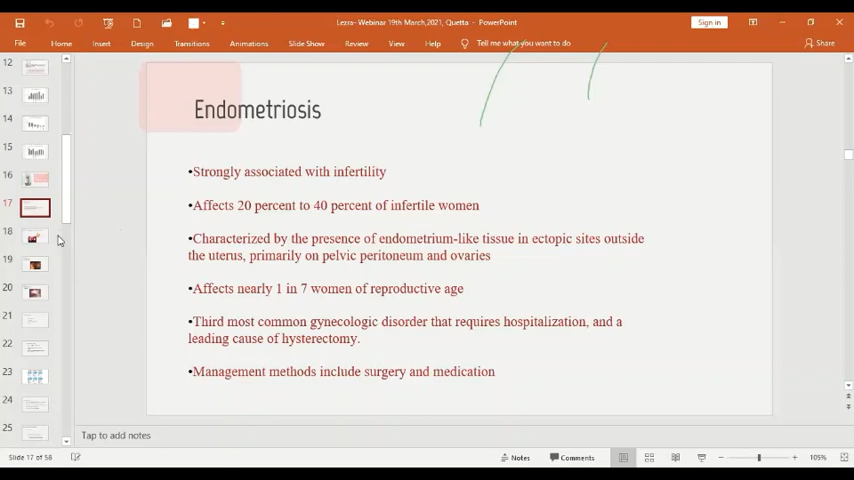 Lezra- Webinar 19th March,2021, Quetta - PowerPoint
Sign in
File Home Insert Design Transitions Animations Slide Show Review View Help Tell me what you want to do Share
12
13
14
15
16
17
18
19
20
21
22
23
24
25
Endometriosis
•Strongly associated with infertility
•Affects 20 percent to 40 percent of infertile women
•Characterized by the presence of endometrium-like tissue in ectopic sites outside
the uterus, primarily on pelvic peritoneum and ovaries
•Affects nearly 1 in 7 women of reproductive age
•Third most common gynecologic disorder that requires hospitalization, and a
leading cause of hysterectomy.
•Management methods include surgery and medication
Tap to add notes
Slide 17 of 58 Notes Comments 105%